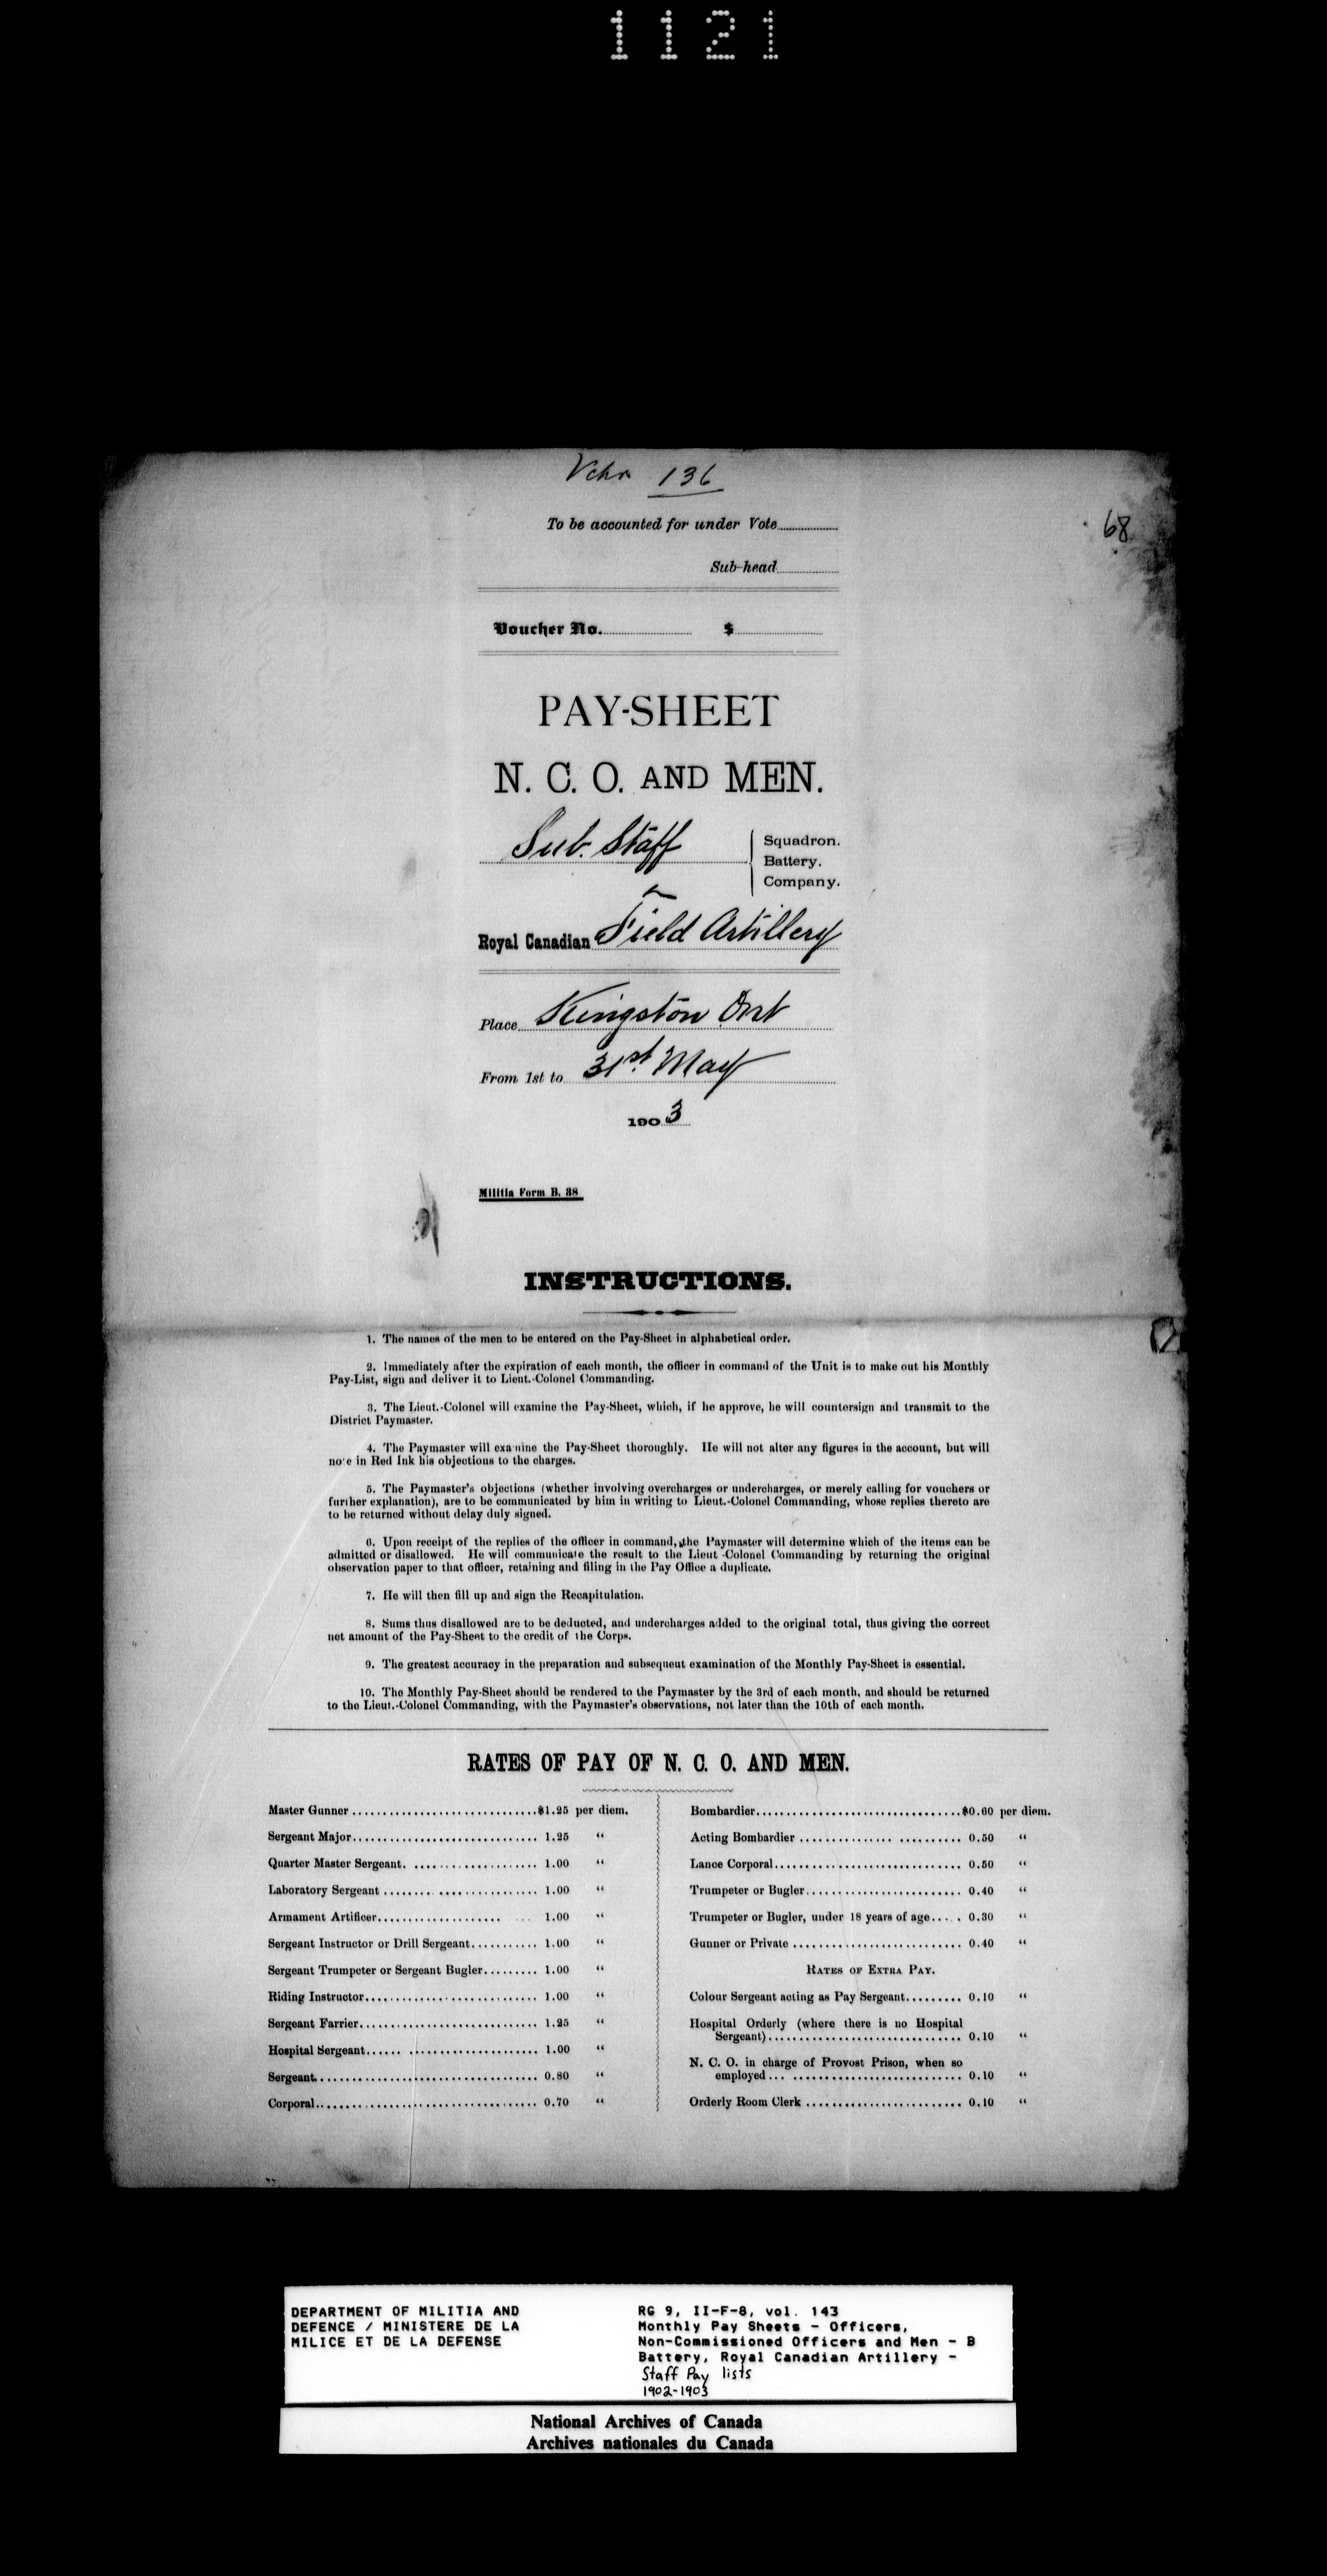 1121
Vchr 136
68
To be accounted for under Vote
Sub-head
Voucher No. $
PAY-SHEET
N. C. O. AND MEN.
Sub. Staff
Squadron.
Battery.
Company.
Royal Canadian Field Artillery
Place Kingston Ont
From 1st to 31st May
1903
Militia Form B. 38
INSTRUCTIONS.
1. The names of the men to be entered on the Pay-Sheet in alphabetical order.
2. Immediately after the expiration of each month, the officer in command of the Unit is to make out his Monthly
Pay-List, sign and deliver it to Lieut.-Colonel Commanding.
3. The Lieut.-Colonel will examine the Pay-Sheet, which, if he approve, he will countersign and transmit to the
District Paymaster.
4. The Paymaster will examine the Pay-Sheet thoroughly. He will not alter any figures in the account, but will
note in Red Ink his objections to the charges.
5. The Paymaster's objections (whether involving overcharges or undercharges, or merely calling for vouchers or
further explanation), are to be communicated by him in writing to Lieut.-Colonel Commanding, whose replies thereto are
to be returned without delay duly signed.
6. Upon receipt of the replies of the officer in command, the Paymaster will determine which of the items can be
admitted or disallowed. He will communicate the result to the Lieut-Colonel Commanding by returning the original
observation paper to that officer, retaining and filing in the Pay Office a duplicate.
7. He will then fill up and sign the Recapitulation.
8. Sums thus disallowed are to be deducted, and undercharges added to the original total, thus giving the correct
net amount of the Pay-Sheet to the credit of the Corps.
9. The greatest accuracy in the preparation and subsequent examination of the Monthly Pay-Sheet is essential.
10. The Monthly Pay-Sheet should be rendered to the Paymaster by the 3rd of each month, and should be returned
to the Lieut.-Colonel Commanding, with the Paymaster's observations, not later than the 10th of each month.
RATES OF PAY OF N. C. O. AND MEN.
Master Gunner $1.25 per diem.
Sergeant Major 1.25 "
Quarter Master Sergeant. 1.00 "
Laboratory Sergeant 1.00 "
Armament Artificer 1.00 "
Sergeant Instructor or Drill Sergeant 1.00 "
Sergeant Trumpeter or Sergeant Bugler 1.00 "
Riding Instructor 1.00 "
Sergeant Farrier 1.25 "
Hospital Sergeant 1.00 "
Sergeant 0.80 "
Corporal 0.70 "
Bombardier $0.60 per diem.
Acting Bombardier 0.50 "
Lance Corporal 0.50 "
Trumpeter or Bugler 0.40 "
Trumpeter or Bugler, under 18 years of age 0.30 "
Gunner or Private 0.40 "
RATES OF EXTRA PAY.
Colour Sergeant acting as Pay Sergeant 0.10 "
Hospital Orderly (where there is no Hospital
Sergeant) 0.10 "
N. C. O. in charge of Provost Prison, when so
employed 0.10 "
Orderly Room Clerk 0.10 "
DEPARTMENT OF MILITIA AND
DEFENCE / MINISTERE DE LA
MILICE ET DE LA DEFENSE
RG 9, II-F-8, vol. 143
Monthly Pay Sheets - Officers,
Non-Commissioned Officers and Men - B
Battery, Royal Canadian Artillery -
Staff Pay lists
1902-1903
National Archives of Canada
Archives nationales du Canada